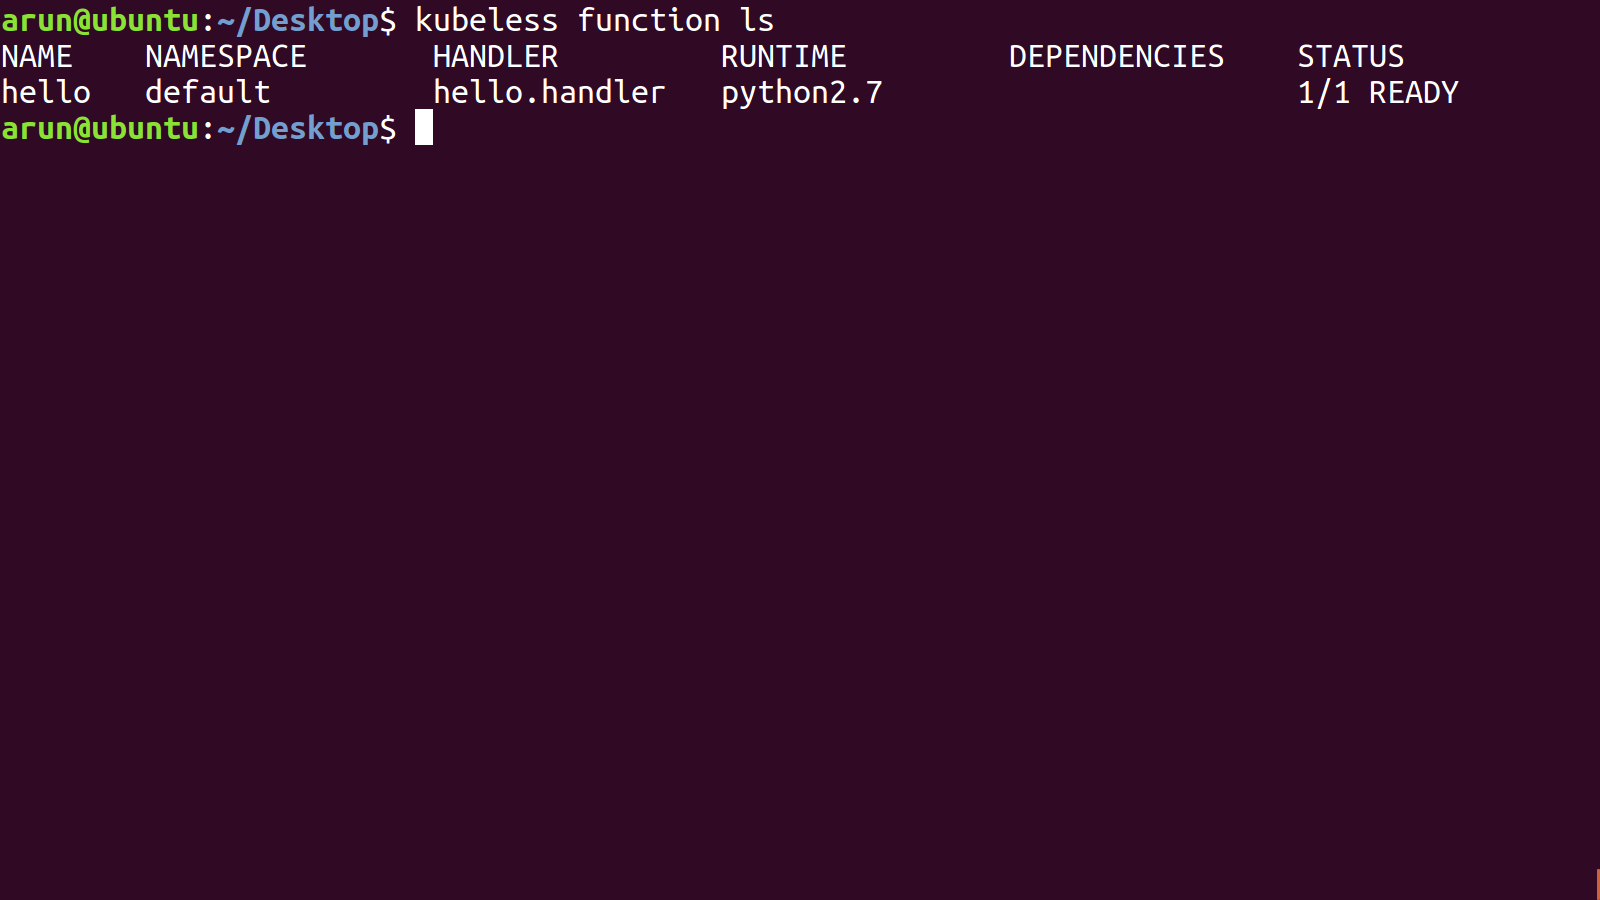 arun@ubuntu:~/Desktop$ kubeless function ls
NAME    NAMESPACE       HANDLER         RUNTIME         DEPENDENCIES    STATUS
hello   default         hello.handler   python2.7                       1/1 READY
arun@ubuntu:~/Desktop$